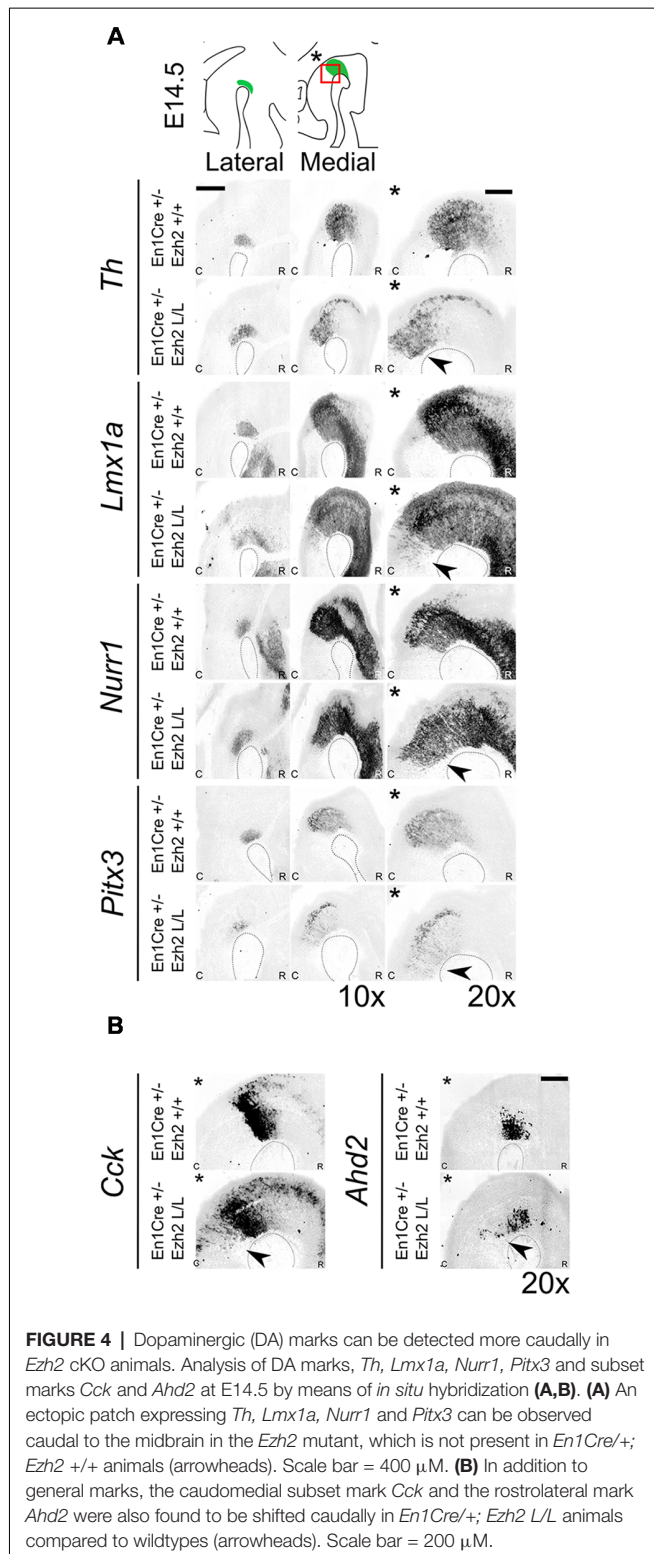 A
E14.5
*
Lateral
Medial
Th
En1Cre +/-
Ezh2 +/+
C
R
C
R
*
C
R
En1Cre +/-
Ezh2 L/L
C
R
C
R
*
C
R
Lmx1a
En1Cre +/-
Ezh2 +/+
C
R
C
R
*
C
R
En1Cre +/-
Ezh2 L/L
C
R
C
R
*
C
R
Nurr1
En1Cre +/-
Ezh2 +/+
C
R
C
R
*
C
R
En1Cre +/-
Ezh2 L/L
C
R
C
R
*
C
R
Pitx3
En1Cre +/-
Ezh2 +/+
C
R
C
R
*
C
R
En1Cre +/-
Ezh2 L/L
C
R
C
R
*
C
R
10x
20x
B
Cck
En1Cre +/-
Ezh2 +/+
*
C
R
En1Cre +/-
Ezh2 L/L
*
C
R
Ahd2
En1Cre +/-
Ezh2 +/+
*
C
R
En1Cre +/-
Ezh2 L/L
*
C
R
20x
FIGURE 4 | Dopaminergic (DA) marks can be detected more caudally in
Ezh2 cKO animals. Analysis of DA marks, Th, Lmx1a, Nurr1, Pitx3 and subset
marks Cck and Ahd2 at E14.5 by means of in situ hybridization (A,B). (A) An
ectopic patch expressing Th, Lmx1a, Nurr1 and Pitx3 can be observed
caudal to the midbrain in the Ezh2 mutant, which is not present in En1Cre/+;
Ezh2 +/+ animals (arrowheads). Scale bar = 400 μM. (B) In addition to
general marks, the caudomedial subset mark Cck and the rostrolateral mark
Ahd2 were also found to be shifted caudally in En1Cre/+; Ezh2 L/L animals
compared to wildtypes (arrowheads). Scale bar = 200 μM.